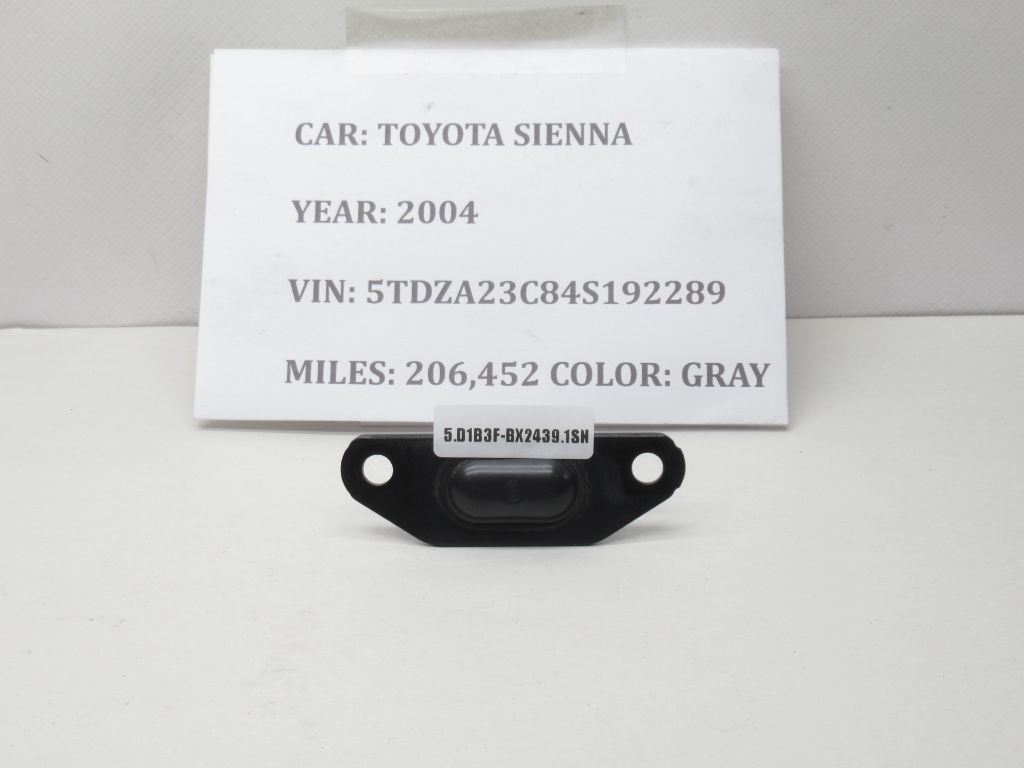 CAR: TOYOTA SIENNA
YEAR: 2004
VIN: 5TDZA23C84S192289
MILES: 206,452 COLOR: GRAY
5.D1B3F-BX2439.1SN